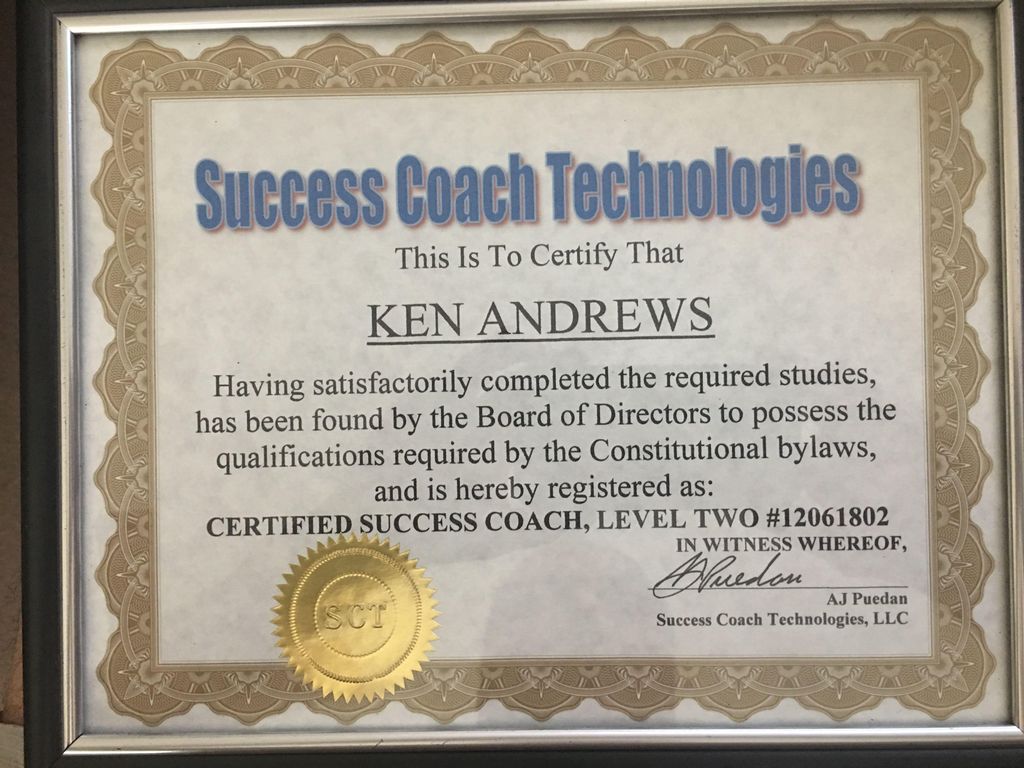 Success Coach Technologies
This Is To Certify That
KEN ANDREWS
Having satisfactorily completed the required studies,
has been found by the Board of Directors to possess the
qualifications required by the Constitutional bylaws,
and is hereby registered as:
CERTIFIED SUCCESS COACH, LEVEL TWO #12061802
IN WITNESS WHEREOF,
AJ Puedan
AJ Puedan
Success Coach Technologies, LLC
SCT